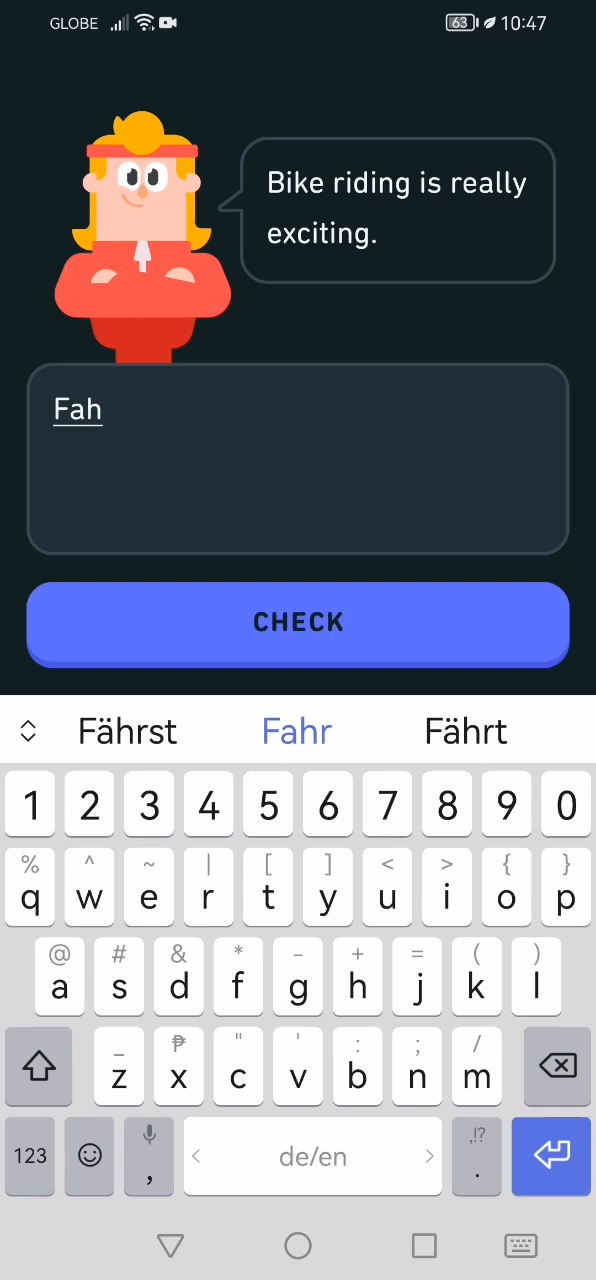 GLOBE 63 10:47
Bike riding is really
exciting.
Fah
CHECK
Fährst Fahr Fährt
1 2 3 4 5 6 7 8 9 0
% ^ ~ | [ ] < > { }
q w e r t y u i o p
@ # & * - + = ( )
a s d f g h j k l
_ ₱ " ' : ; /
z x c v b n m
123 , < de/en > ,!? .